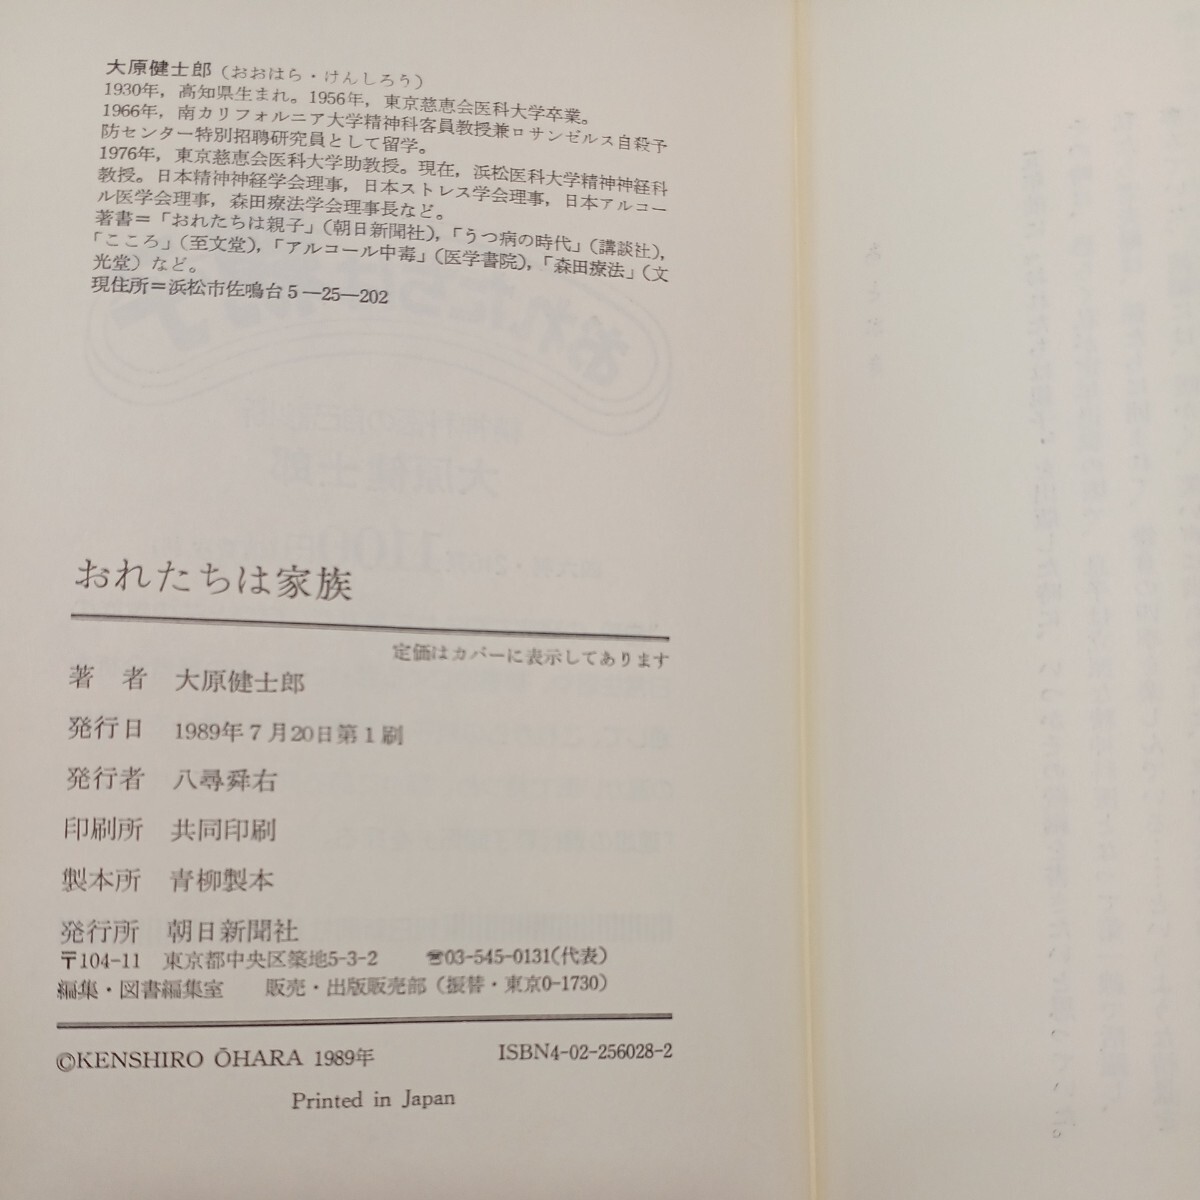 大原健士郎(おおはら・けんしろう)
1930年,高知県生まれ。1956年,東京慈恵会医科大学卒業。
1966年,南カリフォルニア大学精神科客員教授兼ロサンゼルス自殺予
防センター特別招聘研究員として留学。
1976年,東京慈恵会医科大学助教授。現在,浜松医科大学精神神経科
教授。日本精神神経学会理事,日本ストレス学会理事,日本アルコー
ル医学会理事,森田療法学会理事長など。
著書=「おれたちは親子」(朝日新聞社),「うつ病の時代」(講談社),
「こころ」(至文堂),「アルコール中毒」(医学書院),「森田療法」(文
光堂)など。
現住所=浜松市佐鳴台5―25―202
おれたちは家族
定価はカバーに表示してあります
著者 大原健士郎
発行日 1989年7月20日第1刷
発行者 八尋舜右
印刷所 共同印刷
製本所 青柳製本
発行所 朝日新聞社
〒104-11 東京都中央区築地5-3-2 ☎03-545-0131(代表)
編集・図書編集室 販売・出版販売部(振替・東京0-1730)
©KENSHIRO ŌHARA 1989年 ISBN4-02-256028-2
Printed in Japan